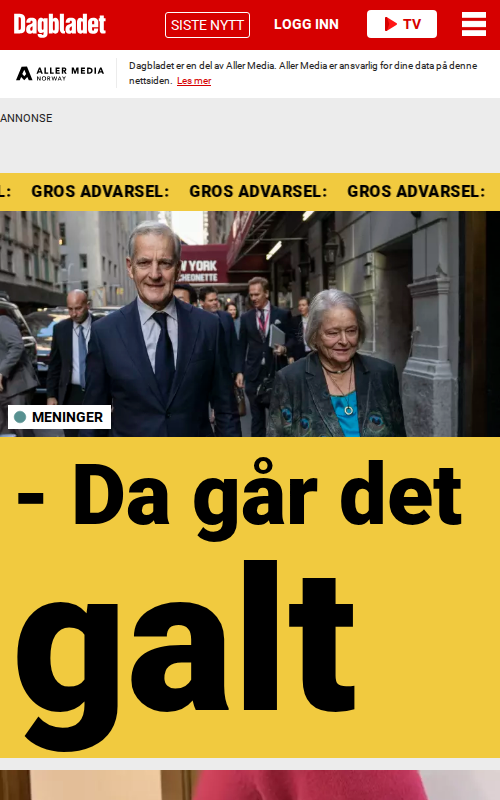 Dagbladet
SISTE NYTT
LOGG INN
TV
ALLER MEDIA
NORWAY
Dagbladet er en del av Aller Media. Aller Media er ansvarlig for dine data på denne
nettsiden. Les mer
ANNONSE
L: GROS ADVARSEL: GROS ADVARSEL: GROS ADVARSEL:
W YORK
CHEONETTE
MENINGER
- Da går det
galt